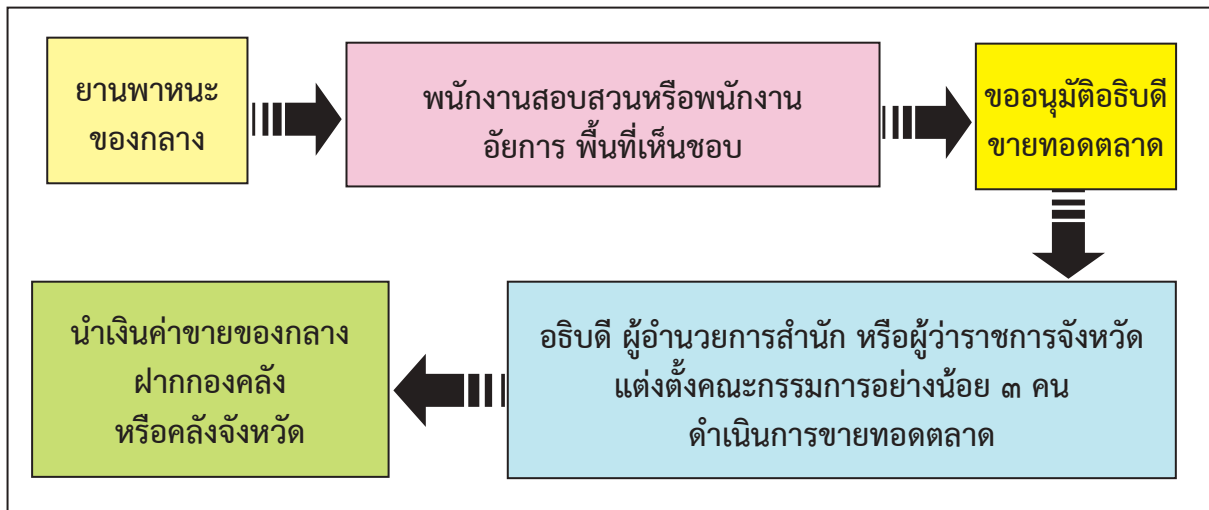 ยานพาหนะ
ของกลาง
พนักงานสอบสวนหรือพนักงาน
อัยการ พื้นที่เห็นชอบ
ขออนุมัติอธิบดี
ขายทอดตลาด
อธิบดี ผู้อำนวยการสำนัก หรือผู้ว่าราชการจังหวัด
แต่งตั้งคณะกรรมการอย่างน้อย ๓ คน
ดำเนินการขายทอดตลาด
นำเงินค่าขายของกลาง
ฝากกองคลัง
หรือคลังจังหวัด